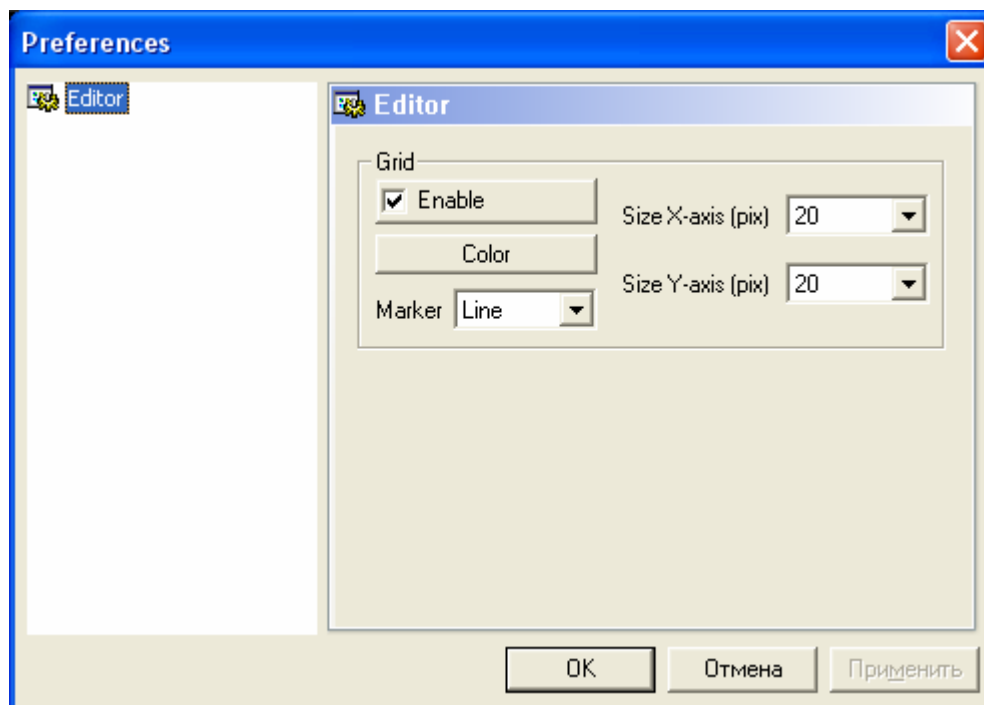 Preferences
Editor
Editor
Grid
Enable
Color
Marker Line
Size X-axis (pix) 20
Size Y-axis (pix) 20
OK
Отмена
Применить